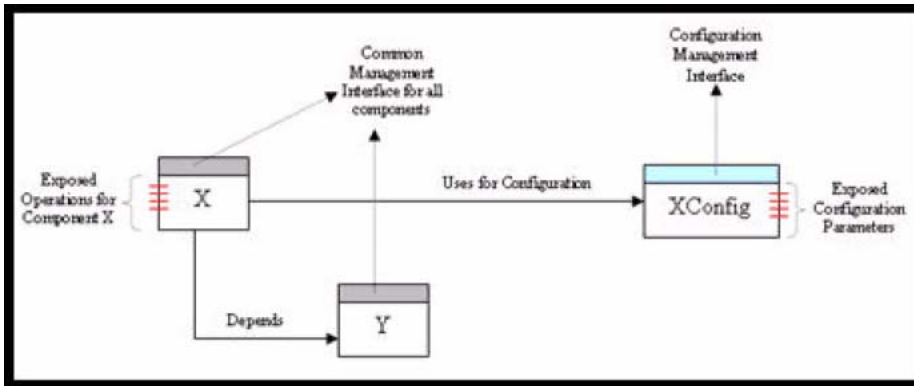 Common
Management
Interface for all
components
Configuration
Management
Interface
Exposed
Operations for
Component X
X
Uses for Configuration
XConfig
Exposed
Configuration
Parameters
Depends
Y